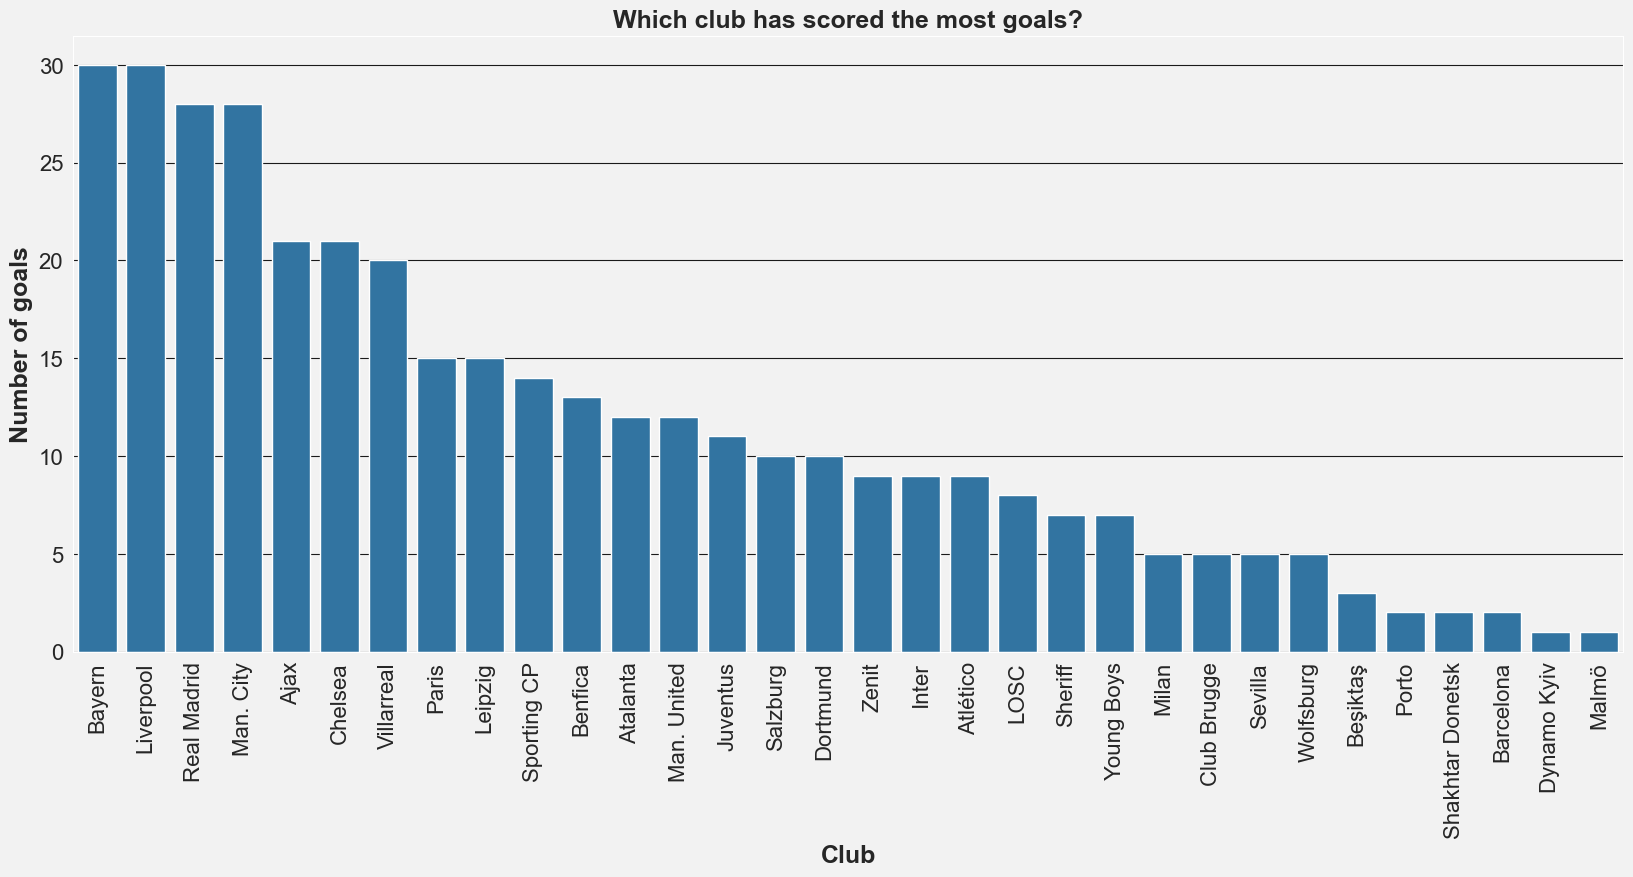 Which club has scored the most goals?
Number of goals
30
25
20
15
10
5
0
Bayern
Liverpool
Real Madrid
Man. City
Ajax
Chelsea
Villarreal
Paris
Leipzig
Sporting CP
Benfica
Atalanta
Man. United
Juventus
Salzburg
Dortmund
Zenit
Inter
Atlético
LOSC
Sheriff
Young Boys
Milan
Club Brugge
Sevilla
Wolfsburg
Beşiktaş
Porto
Shakhtar Donetsk
Barcelona
Dynamo Kyiv
Malmö
Club